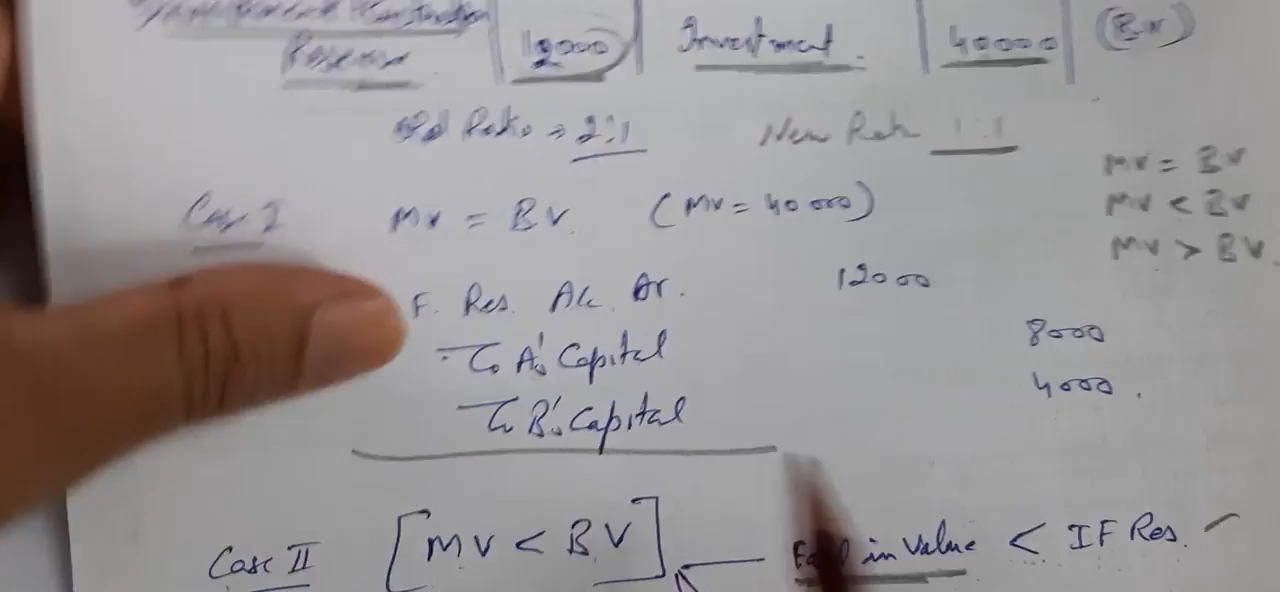 Reserve 12000 Investment. 40000 (BV)
Old Ratio => 2:1 New Rat 1:1
MV = BV
MV < BV
MV > BV.
Case I MV = BV. (MV = 40000)
F. Res. A/c Dr. 12000
To A's Capital 8000
To B's Capital 4000.
Case II [MV < BV] in Value < IF Res.